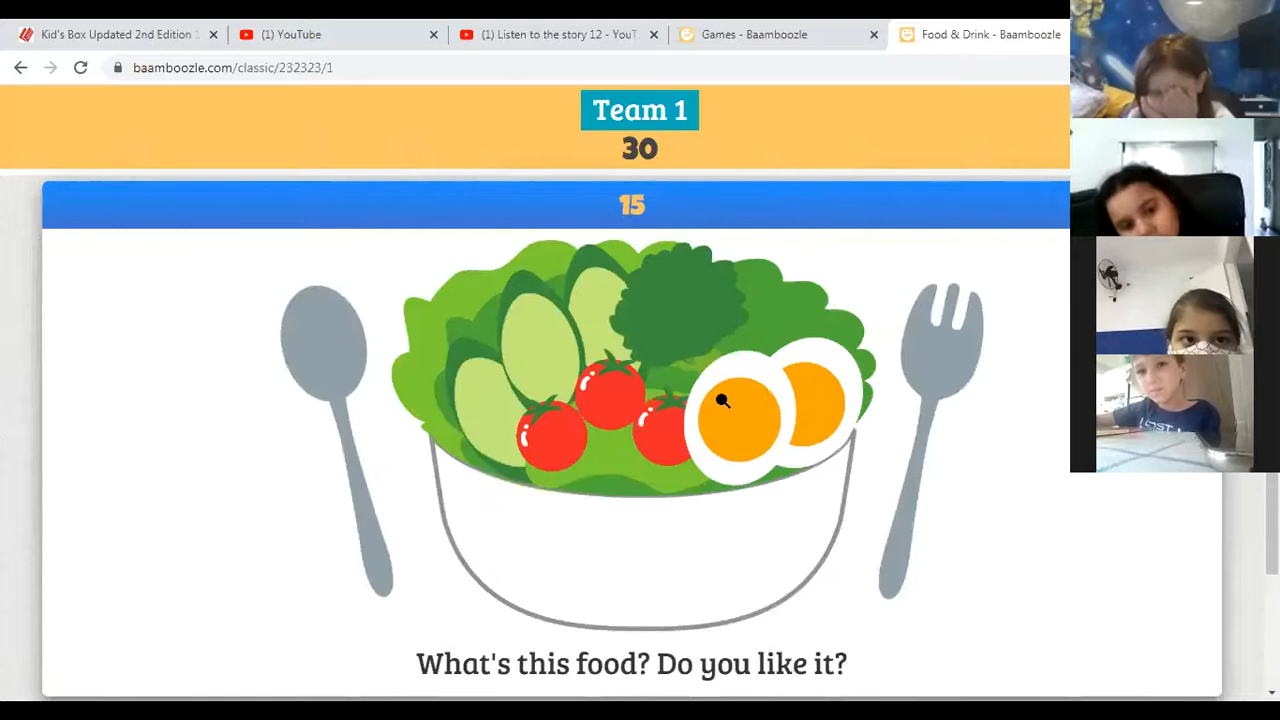 Kid's Box Updated 2nd Edition
(1) YouTube
(1) Listen to the story 12 - YouT
Games - Baamboozle
Food & Drink - Baamboozle
baamboozle.com/classic/232323/1
Team 1
30
15
What's this food? Do you like it?